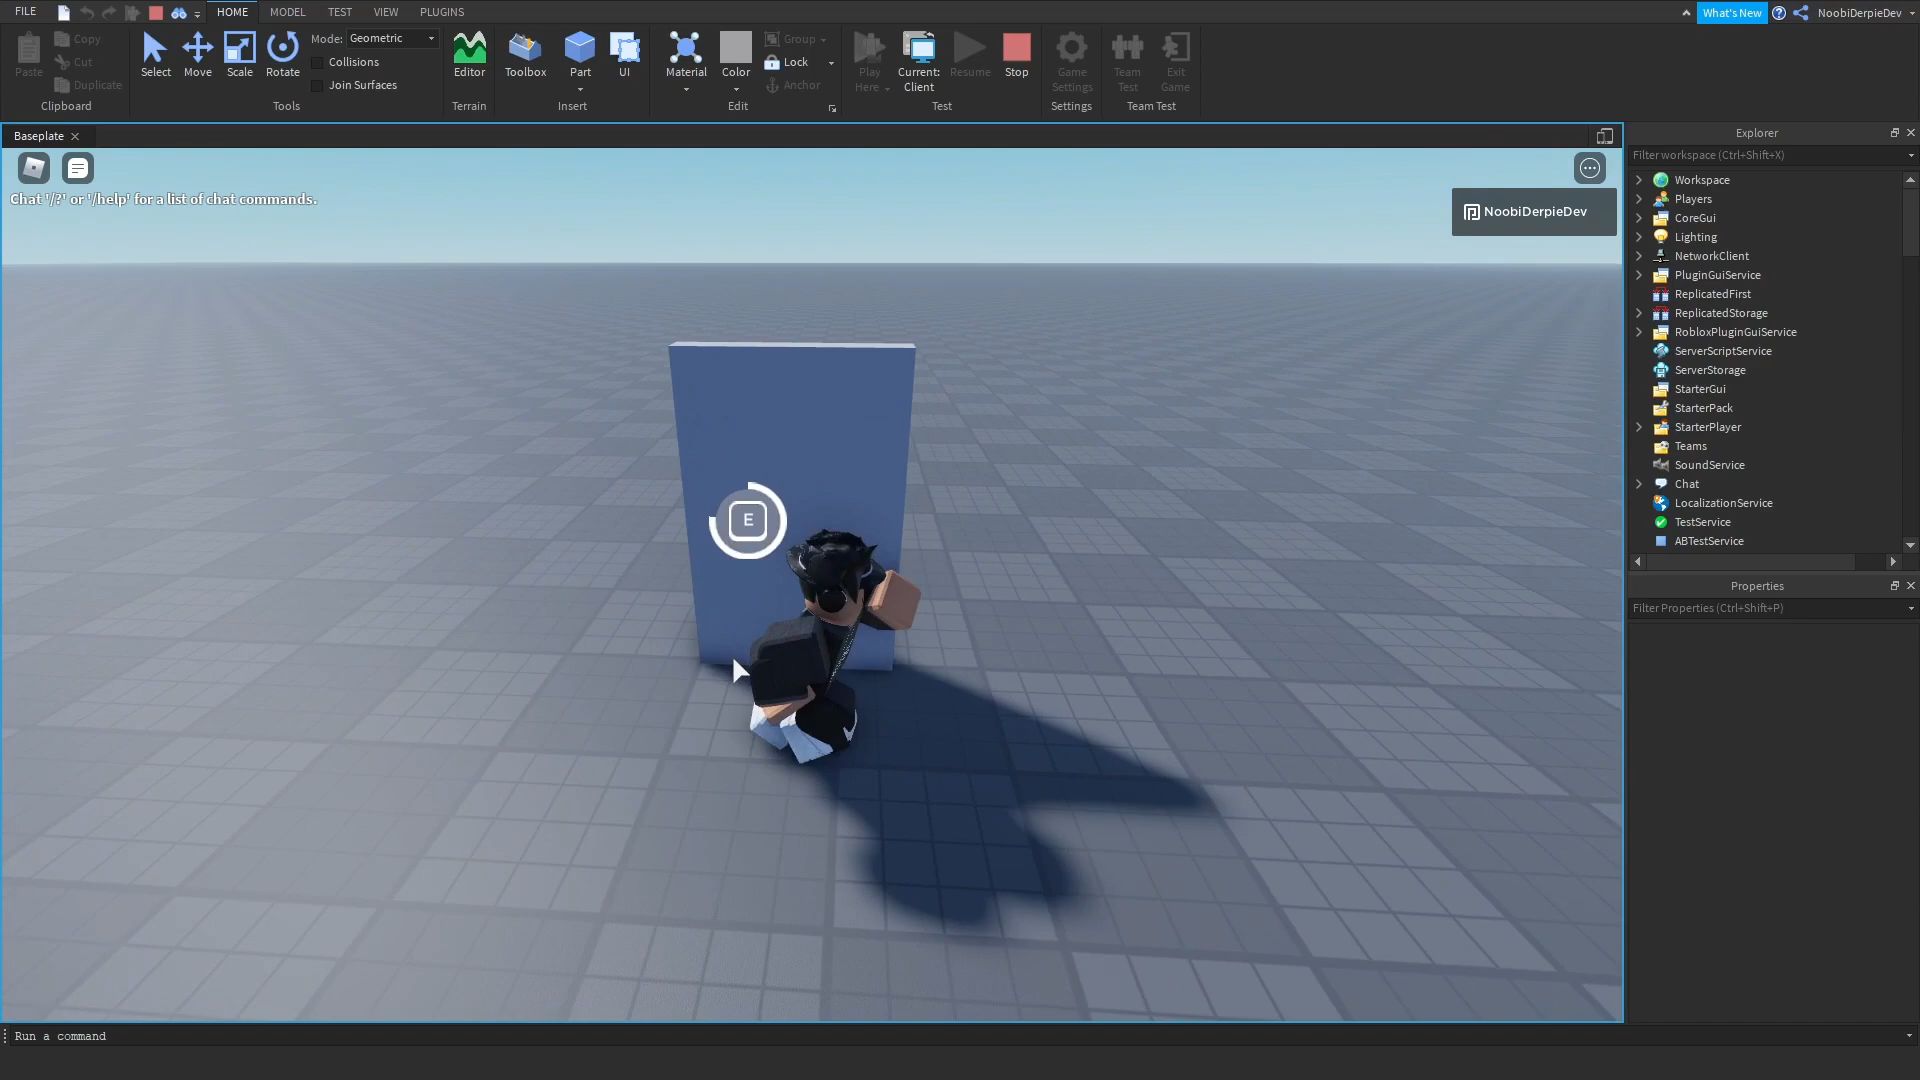 FILE
HOME
MODEL
TEST
VIEW
PLUGINS
What's New
NoobiDerpieDev
Paste
Copy
Cut
Duplicate
Clipboard
Select
Move
Scale
Rotate
Mode: Geometric
Collisions
Join Surfaces
Tools
Editor
Terrain
Toolbox
Part
UI
Insert
Material
Color
Group
Lock
Anchor
Edit
Play Here
Current: Client
Resume
Stop
Test
Game Settings
Settings
Team Test
Exit Game
Team Test
Baseplate
Chat '/?' or '/help' for a list of chat commands.
NoobiDerpieDev
E
Explorer
Filter workspace (Ctrl+Shift+X)
Workspace
Players
CoreGui
Lighting
NetworkClient
PluginGuiService
ReplicatedFirst
ReplicatedStorage
RobloxPluginGuiService
ServerScriptService
ServerStorage
StarterGui
StarterPack
StarterPlayer
Teams
SoundService
Chat
LocalizationService
TestService
ABTestService
Properties
Filter Properties (Ctrl+Shift+P)
Run a command